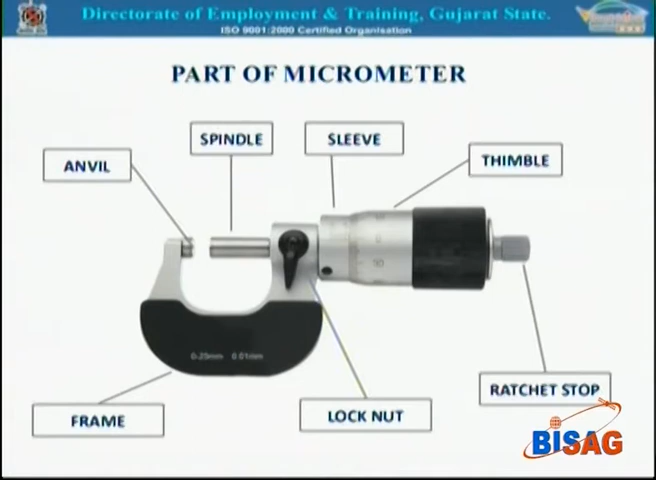 Directorate of Employment & Training, Gujarat State.
ISO 9001:2000 Certified Organisation
PART OF MICROMETER
SPINDLE
SLEEVE
ANVIL
THIMBLE
0-25mm 0.01mm
RATCHET STOP
FRAME
LOCK NUT
BISAG